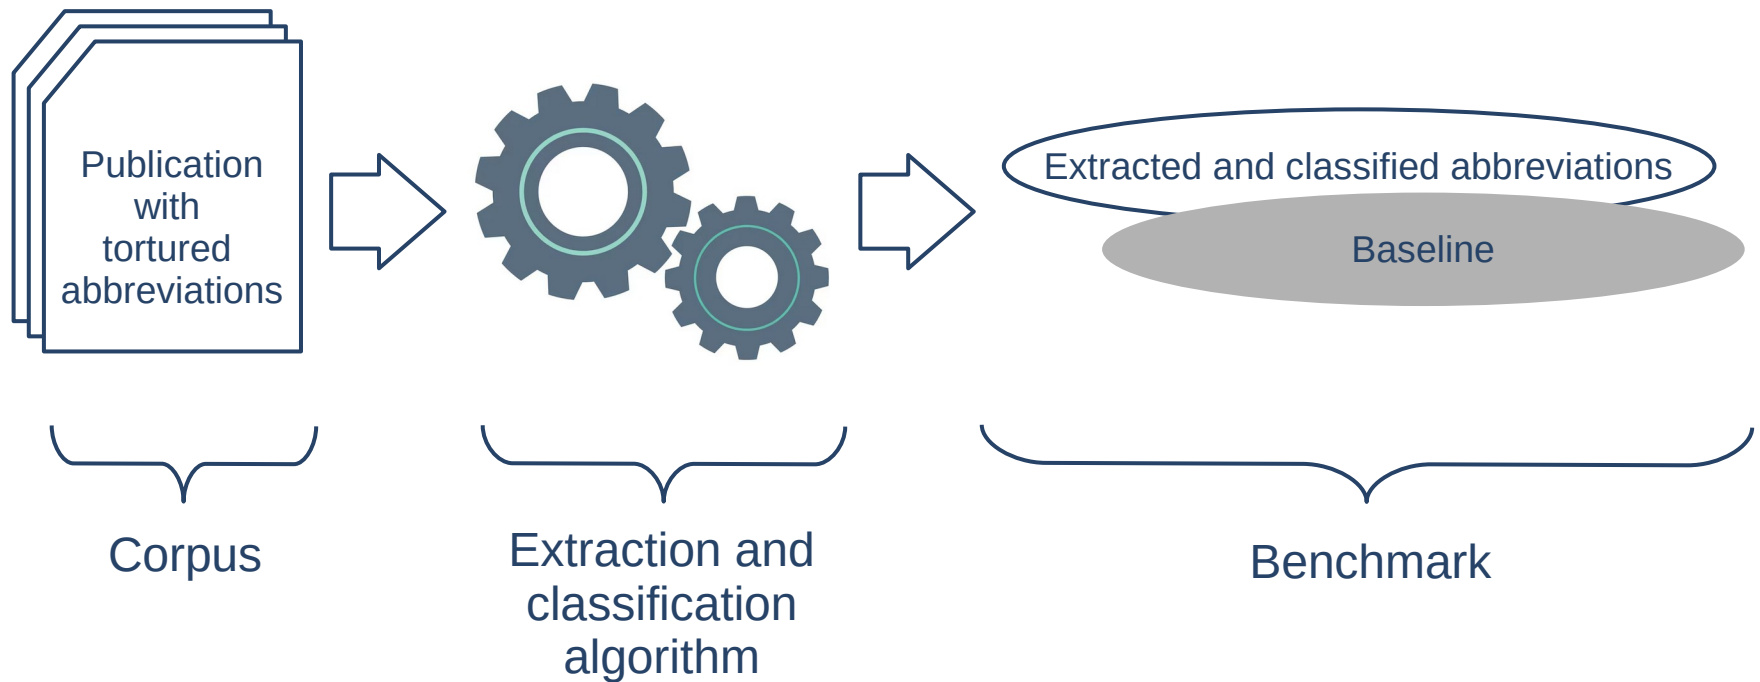 Publication
with
tortured
abbreviations
Extracted and classified abbreviations
Baseline
Corpus
Extraction and
classification
algorithm
Benchmark